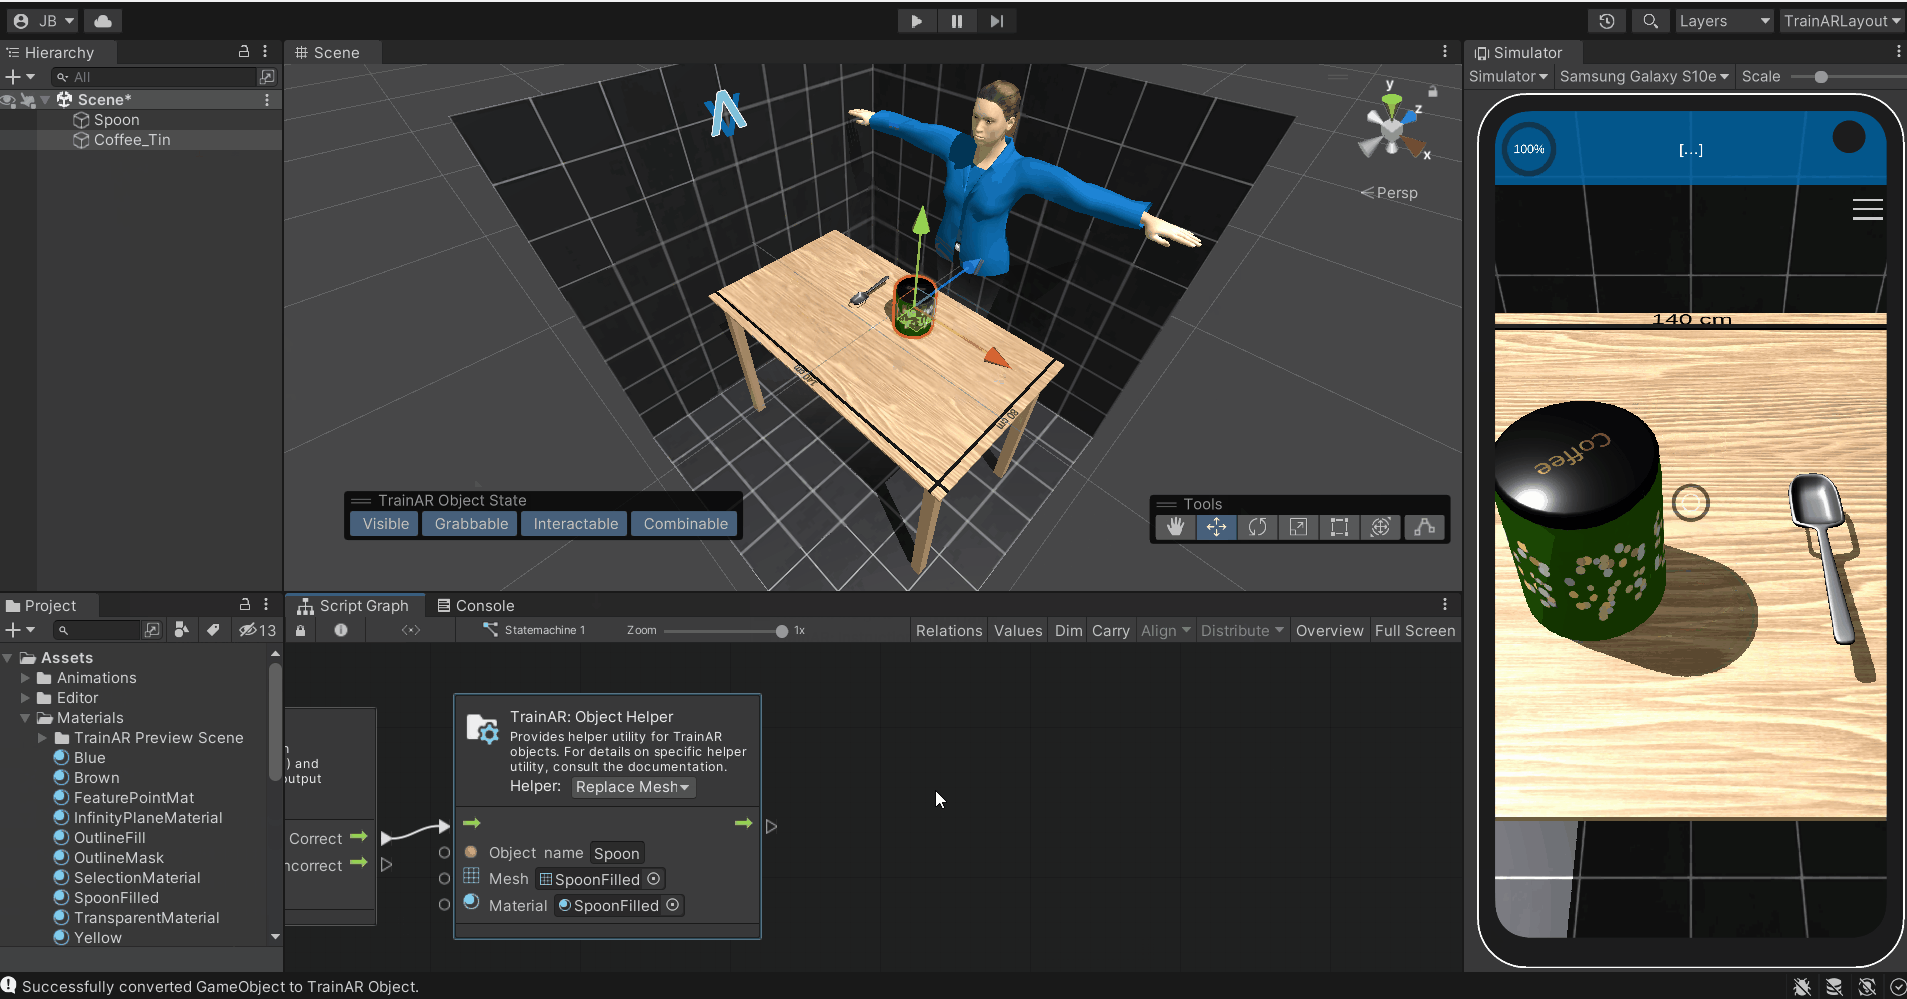 JB
Layers
TrainARLayout
Hierarchy
All
Scene*
Spoon
Coffee_Tin
Scene
y
z
x
Persp
140 cm
80 cm
TrainAR Object State
Visible
Grabbable
Interactable
Combinable
Tools
Simulator
Simulator
Samsung Galaxy S10e
Scale
100%
[...]
140 cm
Coffee
Project
13
Assets
Animations
Editor
Materials
TrainAR Preview Scene
Blue
Brown
FeaturePointMat
InfinityPlaneMaterial
OutlineFill
OutlineMask
SelectionMaterial
SpoonFilled
TransparentMaterial
Yellow
Script Graph
Console
Statemachine 1
Zoom
1x
Relations
Values
Dim
Carry
Align
Distribute
Overview
Full Screen
n
) and
output
Correct
ncorrect
TrainAR: Object Helper
Provides helper utility for TrainAR
objects. For details on specific helper
utility, consult the documentation.
Helper: Replace Mesh
Object name Spoon
Mesh SpoonFilled
Material SpoonFilled
Successfully converted GameObject to TrainAR Object.